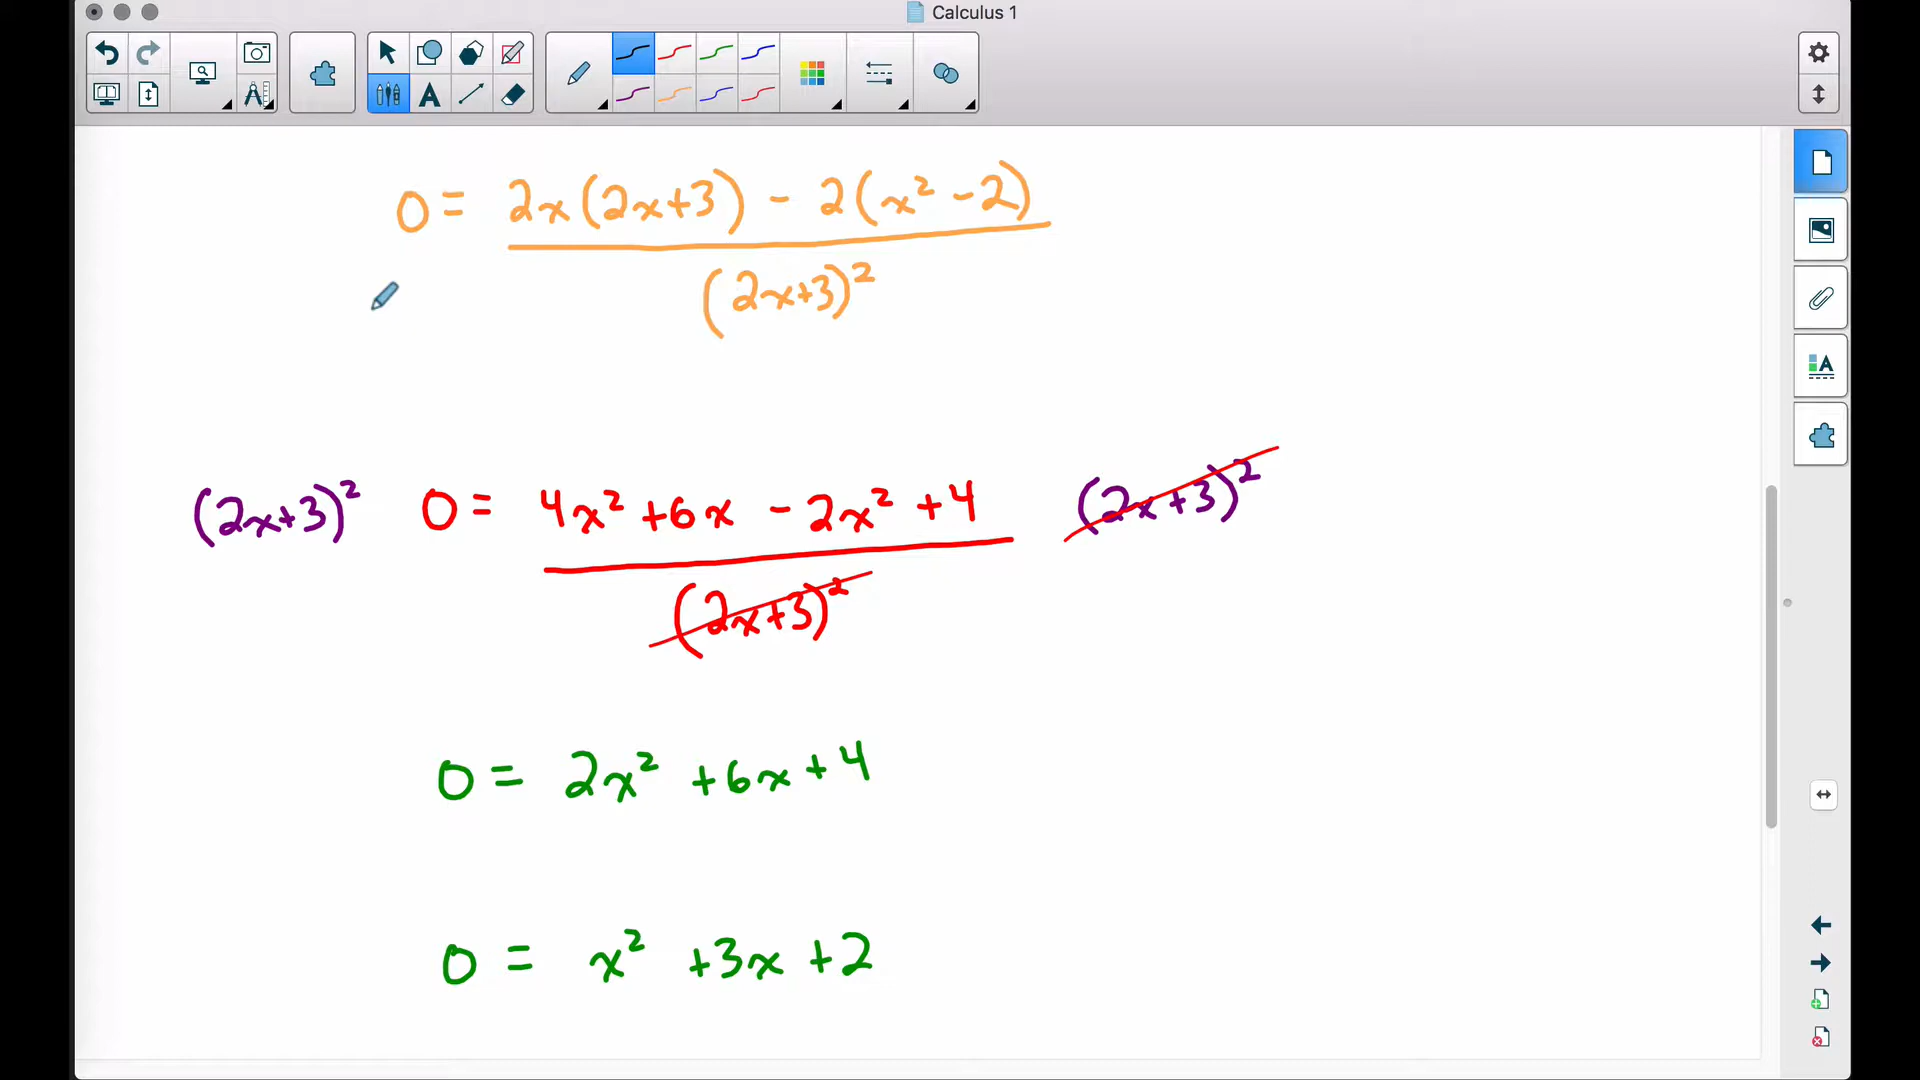 Calculus 1
A
A
0 = 2x(2x+3) - 2(x² -2)
(2x+3)²
(2x+3)² 0 = 4x² +6x - 2x² +4 (2x+3)²
(2x+3)²
0 = 2x² +6x +4
0 = x² +3x +2